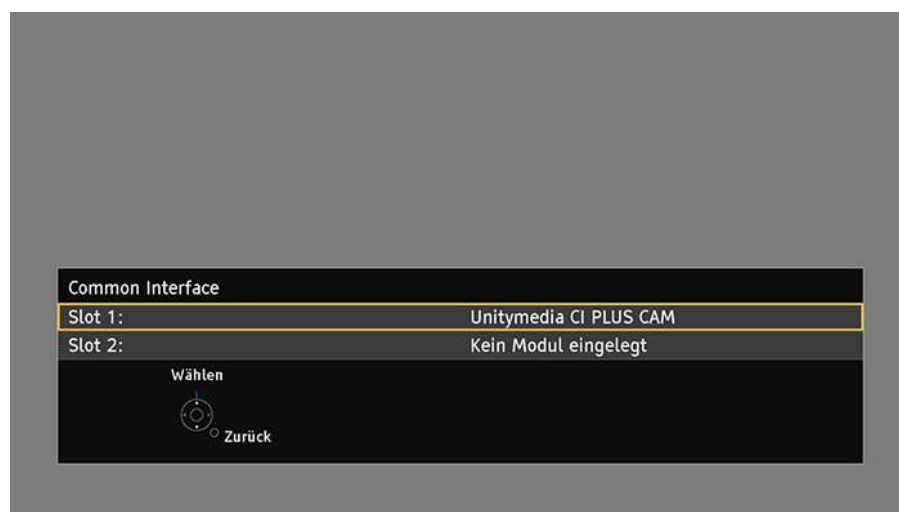 Common Interface
Slot 1: Unitymedia CI PLUS CAM
Slot 2: Kein Modul eingelegt
Wählen
Zurück